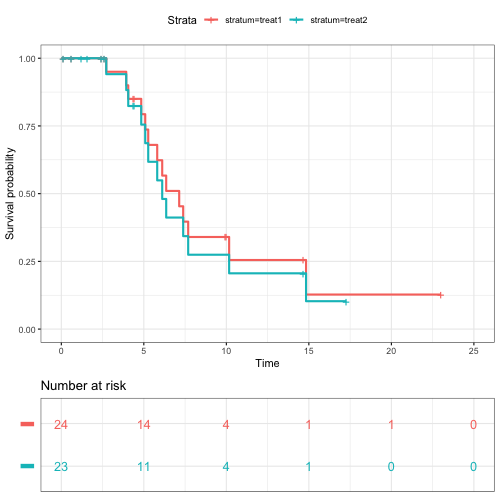 Strata stratum=treat1 stratum=treat2
Survival probability
1.00
0.75
0.50
0.25
0.00
0 5 10 15 20 25
Time
Number at risk
24 14 4 1 1 0
23 11 4 1 0 0